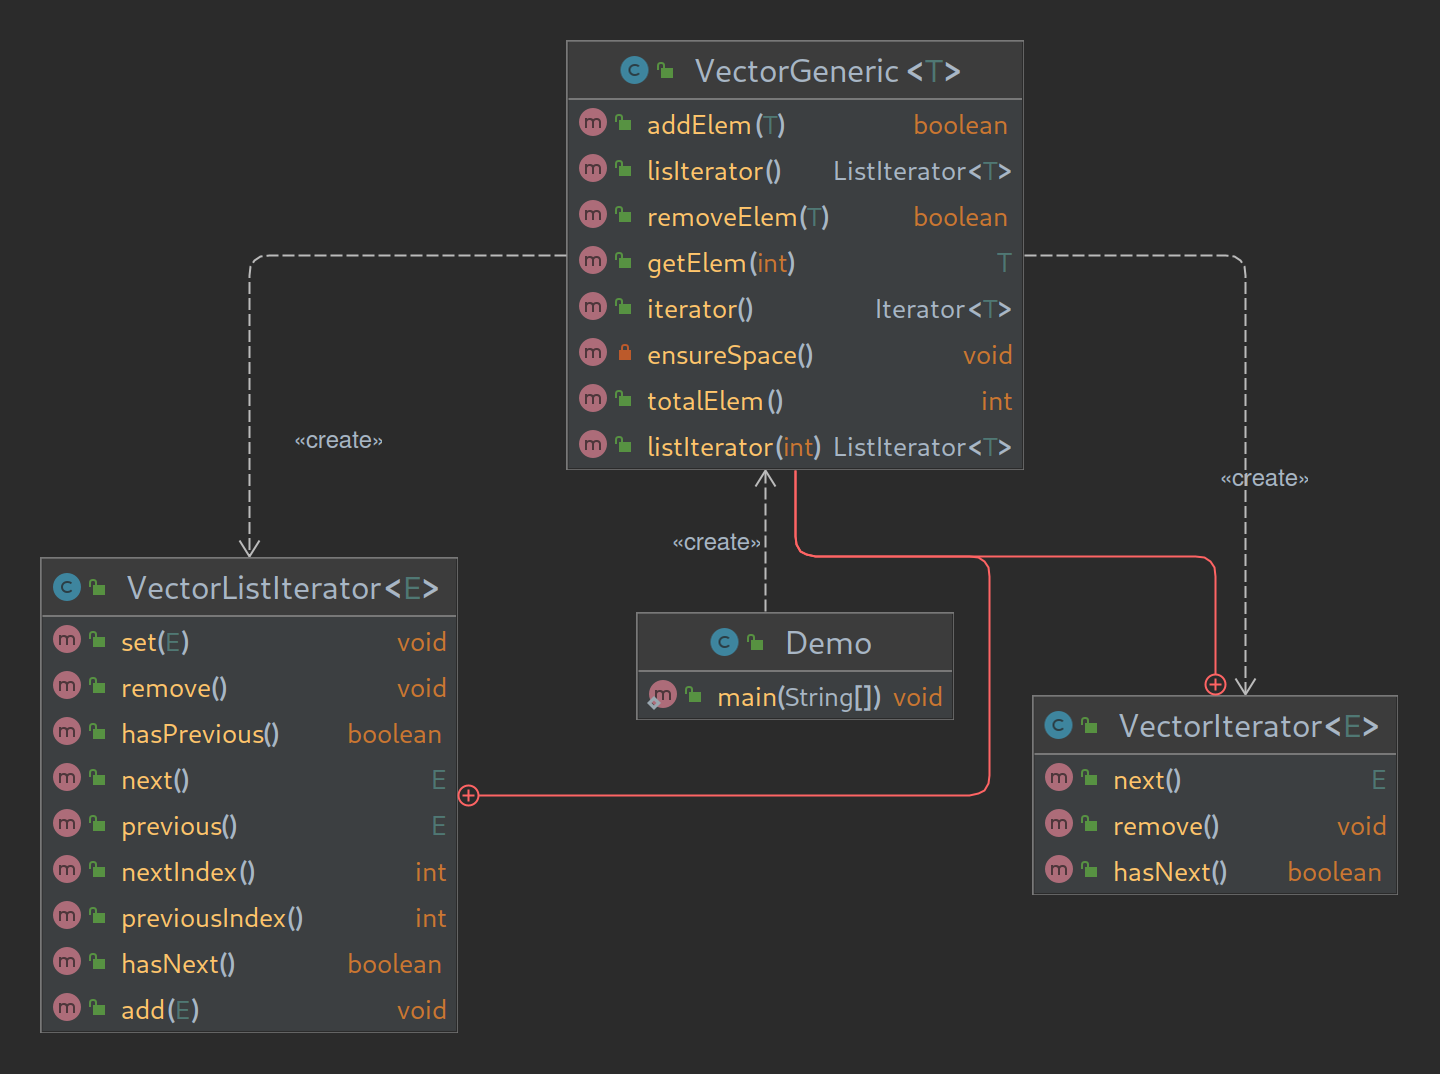 VectorGeneric<T>
addElem(T) boolean
lisIterator() ListIterator<T>
removeElem(T) boolean
getElem(int) T
iterator() Iterator<T>
ensureSpace() void
totalElem() int
listIterator(int) ListIterator<T>
«create»
«create»
«create»
VectorListIterator<E>
set(E) void
remove() void
hasPrevious() boolean
next() E
previous() E
nextIndex() int
previousIndex() int
hasNext() boolean
add(E) void
Demo
main(String[]) void
VectorIterator<E>
next() E
remove() void
hasNext() boolean